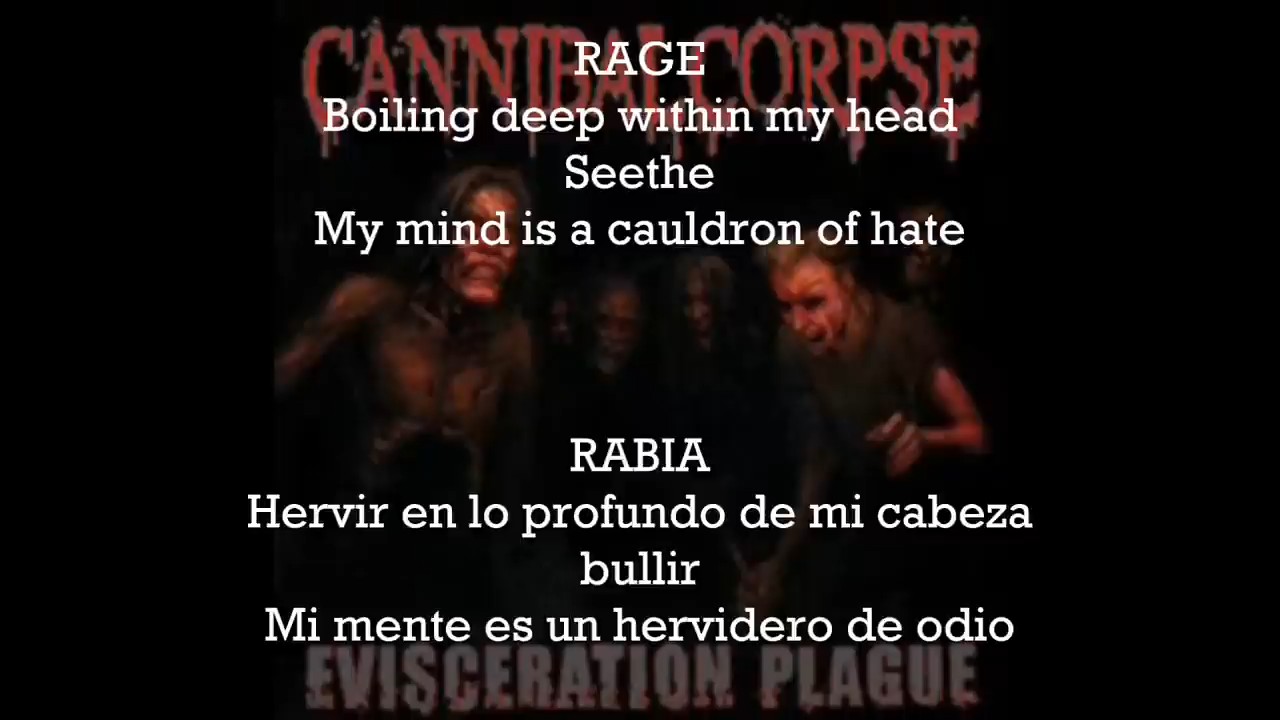 CANNIBAL CORPSE
RAGE
Boiling deep within my head
Seethe
My mind is a cauldron of hate
RABIA
Hervir en lo profundo de mi cabeza
bullir
Mi mente es un hervidero de odio
EVISCERATION PLAGUE